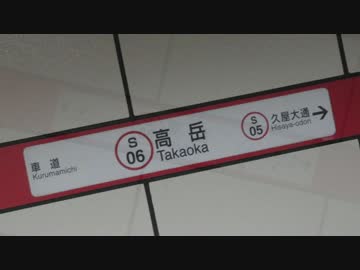 車道
Kurumamichi
S
06
高岳
Takaoka
S
05
久屋大通
Hisaya-odori
→